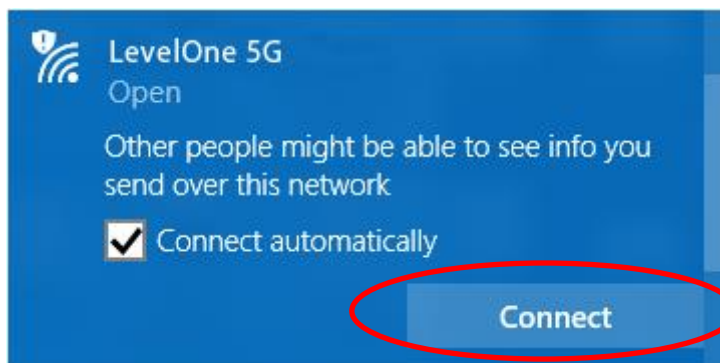 LevelOne 5G
Open
Other people might be able to see info you
send over this network
Connect automatically
Connect